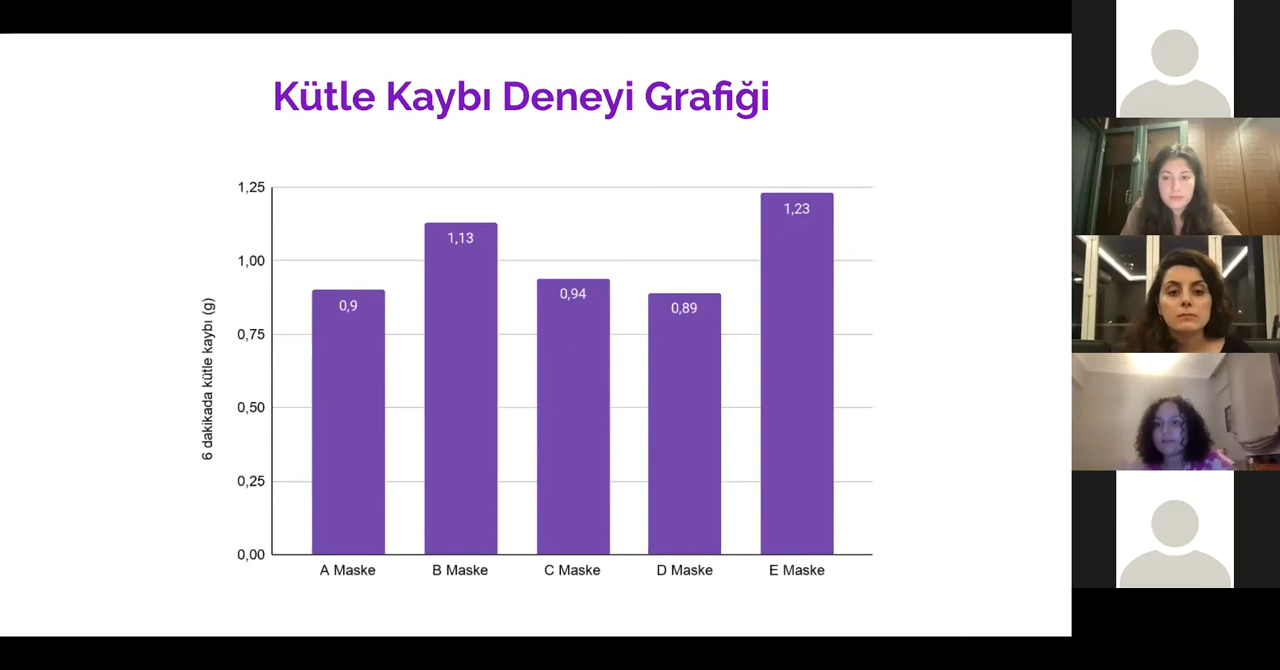 Kütle Kaybı Deneyi Grafiği
6 dakikada kütle kaybı (g)
1,25
1,00
0,75
0,50
0,25
0,00
0,9
1,13
0,94
0,89
1,23
A Maske
B Maske
C Maske
D Maske
E Maske